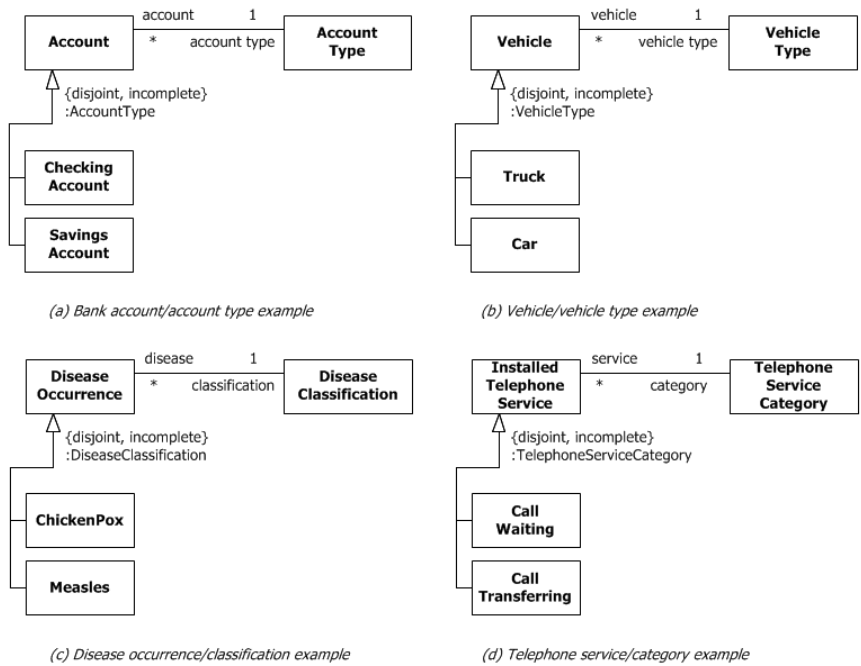 account 1
Account
Account
Type
* account type
{disjoint, incomplete}
:AccountType
Checking
Account
Savings
Account
(a) Bank account/account type example
vehicle 1
Vehicle
Vehicle
Type
* vehicle type
{disjoint, incomplete}
:VehicleType
Truck
Car
(b) Vehicle/vehicle type example
disease 1
Disease
Occurrence
Disease
Classification
* classification
{disjoint, incomplete}
:DiseaseClassification
ChickenPox
Measles
(c) Disease occurrence/classification example
service 1
Installed
Telephone
Service
Telephone
Service
Category
* category
{disjoint, incomplete}
:TelephoneServiceCategory
Call
Waiting
Call
Transferring
(d) Telephone service/category example